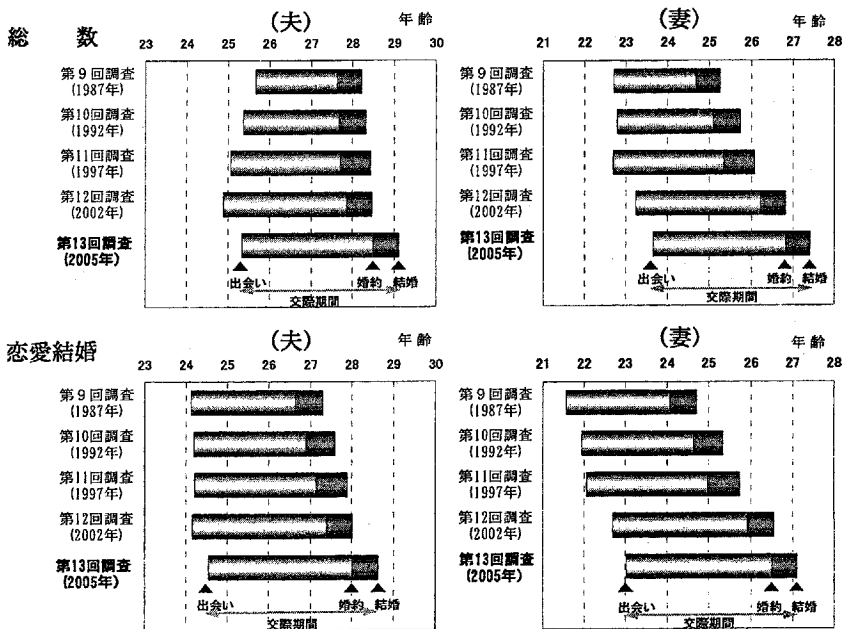 総 数
(夫)
年齢
23 24 25 26 27 28 29 30
第9回調査
(1987年)
第10回調査
(1992年)
第11回調査
(1997年)
第12回調査
(2002年)
第13回調査
(2005年)
出会い 婚約 結婚
交際期間
(妻)
年齢
21 22 23 24 25 26 27 28
第9回調査
(1987年)
第10回調査
(1992年)
第11回調査
(1997年)
第12回調査
(2002年)
第13回調査
(2005年)
出会い 婚約 結婚
交際期間
恋愛結婚
(夫)
年齢
23 24 25 26 27 28 29 30
第9回調査
(1987年)
第10回調査
(1992年)
第11回調査
(1997年)
第12回調査
(2002年)
第13回調査
(2005年)
出会い 婚約 結婚
交際期間
(妻)
年齢
21 22 23 24 25 26 27 28
第9回調査
(1987年)
第10回調査
(1992年)
第11回調査
(1997年)
第12回調査
(2002年)
第13回調査
(2005年)
出会い 婚約 結婚
交際期間